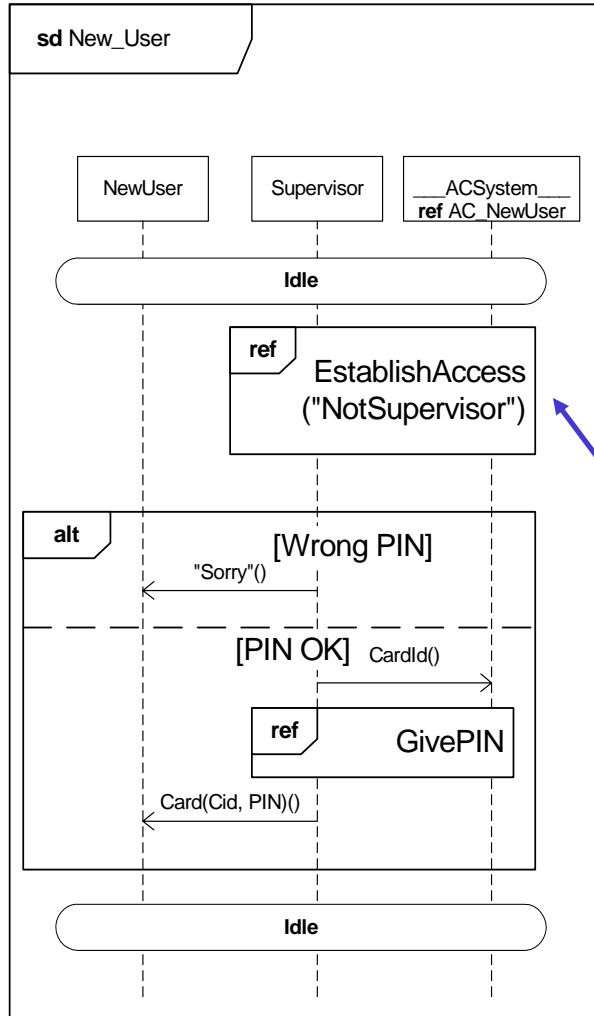 sd New_User
NewUser
Supervisor
___ACSystem___
ref AC_NewUser
Idle
ref
EstablishAccess
("NotSupervisor")
alt
[Wrong PIN]
"Sorry"()
[PIN OK]
CardId()
ref
GivePIN
Card(Cid, PIN)()
Idle